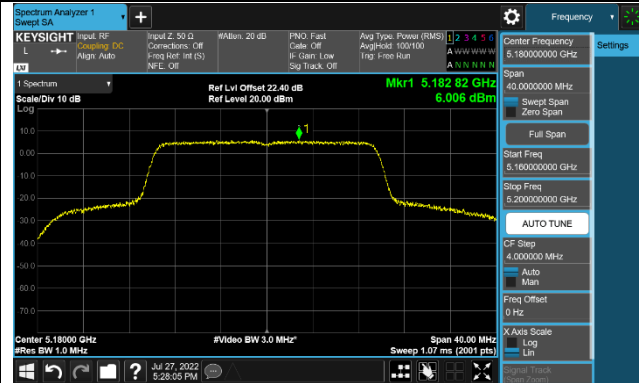 Spectrum Analyzer 1
Swept SA
+
Frequency
KEYSIGHT
L
LXI
Input: RF
Coupling: DC
Align: Auto
Input Z: 50 Ω
Corrections: Off
Freq Ref: Int (S)
NFE: Off
#Atten: 20 dB
PNO: Fast
Gate: Off
IF Gain: Low
Sig Track: Off
Avg Type: Power (RMS)
Avg|Hold: 100/100
Trig: Free Run
1 2 3 4 5 6
A W W W W W
A N N N N N
1 Spectrum
Scale/Div 10 dB
Log
Ref Lvl Offset 22.40 dB
Ref Level 20.00 dBm
Mkr1 5.182 82 GHz
6.006 dBm
1
10.0
0.00
-10.0
-20.0
-30.0
-40.0
-50.0
-60.0
-70.0
Center 5.18000 GHz
#Res BW 1.0 MHz
#Video BW 3.0 MHz*
Span 40.00 MHz
Sweep 1.07 ms (2001 pts)
Jul 27, 2022
5:28:05 PM
?
Center Frequency
5.180000000 GHz
Settings
Span
40.0000000 MHz
Swept Span
Zero Span
Full Span
Start Freq
5.160000000 GHz
Stop Freq
5.200000000 GHz
AUTO TUNE
CF Step
4.000000 MHz
Auto
Man
Freq Offset
0 Hz
X Axis Scale
Log
Lin
Signal Track
(Span Zoom)